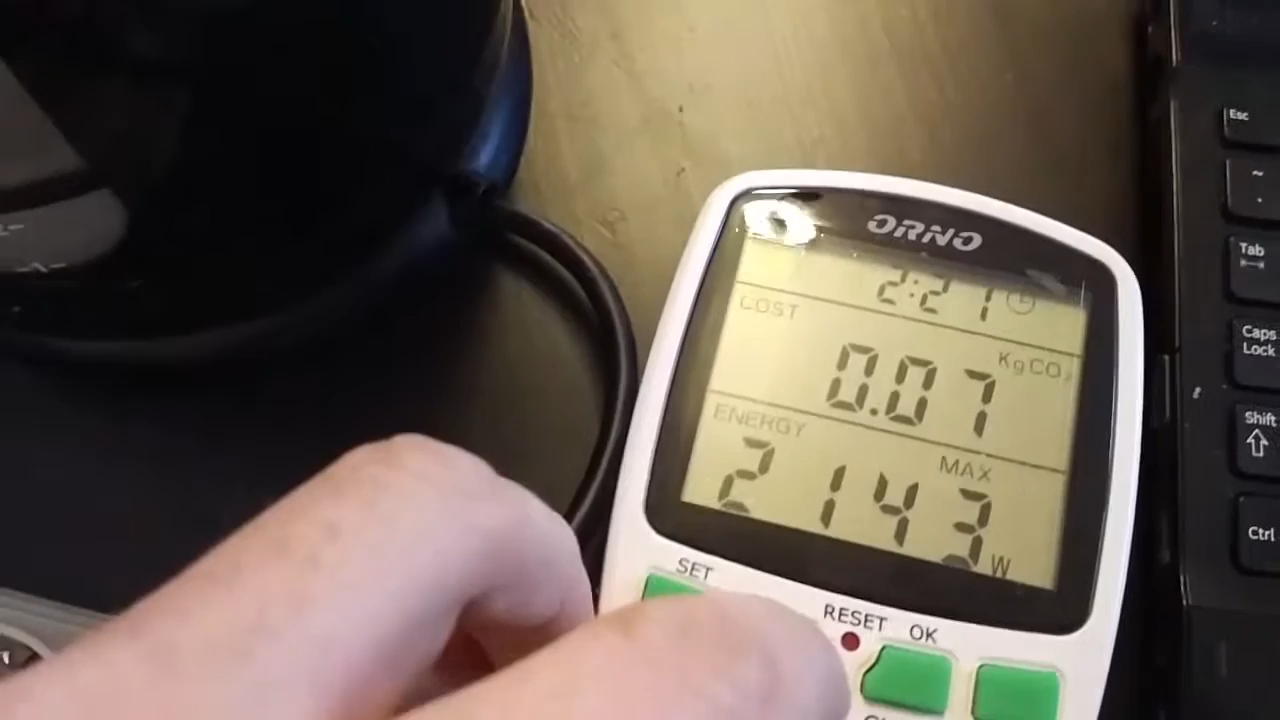 ORNO
2:21
COST
0.07 KgCO₂
ENERGY
MAX
2143 W
SET
RESET OK
Esc
~
Tab
Caps
Lock
Shift
Ctrl